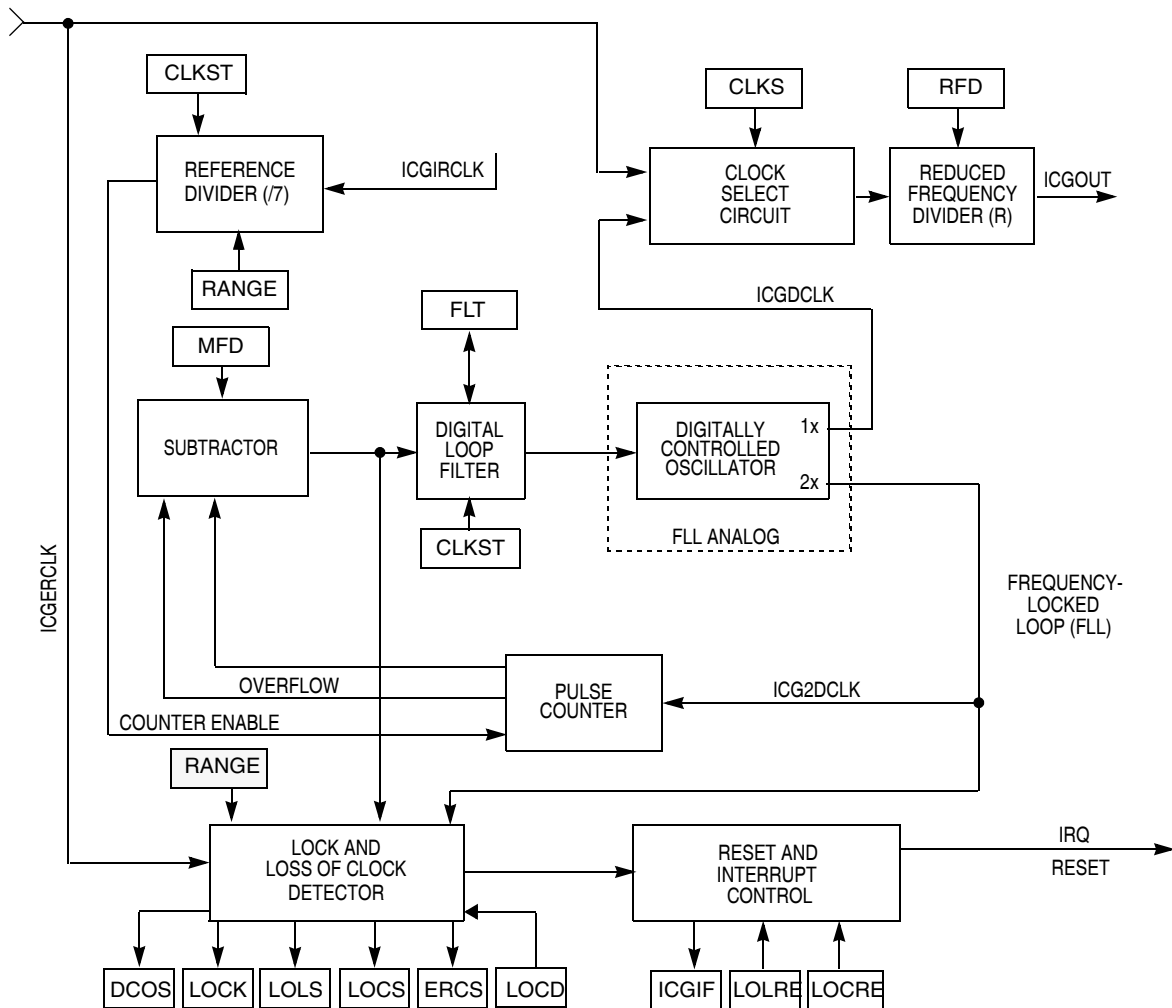 CLKST
CLKS
RFD
REFERENCE
DIVIDER (/7)
ICGIRCLK
CLOCK
SELECT
CIRCUIT
REDUCED
FREQUENCY
DIVIDER (R)
ICGOUT
RANGE
ICGDCLK
FLT
MFD
SUBTRACTOR
DIGITAL
LOOP
FILTER
DIGITALLY
CONTROLLED
OSCILLATOR
1x
2x
FLL ANALOG
CLKST
ICGERCLK
FREQUENCY-
LOCKED
LOOP (FLL)
OVERFLOW
PULSE
COUNTER
ICG2DCLK
COUNTER ENABLE
RANGE
LOCK AND
LOSS OF CLOCK
DETECTOR
RESET AND
INTERRUPT
CONTROL
IRQ
RESET
DCOS
LOCK
LOLS
LOCS
ERCS
LOCD
ICGIF
LOLRE
LOCRE